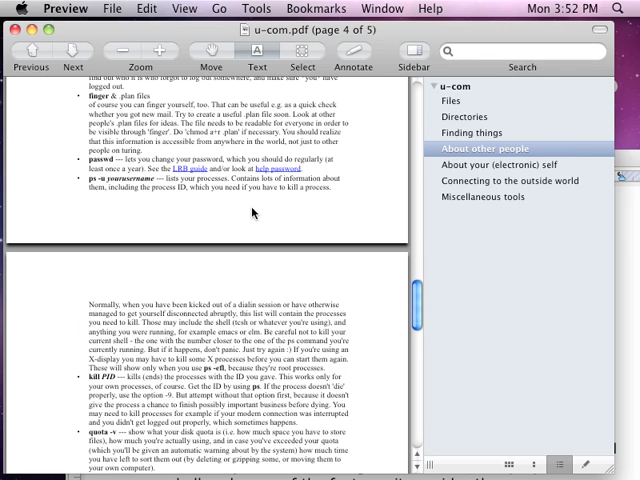 Preview File Edit View Go Tools Bookmarks Window Help Mon 3:52 PM
u-com.pdf (page 4 of 5)
Previous Next Zoom Move Text Select Annotate Sidebar Search
find out who it is who forgot to log out somewhere, and make sure *you* have
logged out.
• finger & .plan files
of course you can finger yourself, too. That can be useful e.g. as a quick check
whether you got new mail. Try to create a useful .plan file soon. Look at other
people's .plan files for ideas. The file needs to be readable for everyone in order to
be visible through 'finger'. Do 'chmod a+r .plan' if necessary. You should realize
that this information is accessible from anywhere in the world, not just to other
people on turing.
• passwd --- lets you change your password, which you should do regularly (at
least once a year). See the LRB guide and/or look at help password.
• ps -u yourusername --- lists your processes. Contains lots of information about
them, including the process ID, which you need if you have to kill a process.
Normally, when you have been kicked out of a dialin session or have otherwise
managed to get yourself disconnected abruptly, this list will contain the processes
you need to kill. Those may include the shell (tcsh or whatever you're using), and
anything you were running, for example emacs or elm. Be careful not to kill your
current shell - the one with the number closer to the one of the ps command you're
currently running. But if it happens, don't panic. Just try again :) If you're using an
X-display you may have to kill some X processes before you can start them again.
These will show only when you use ps -efl, because they're root processes.
• kill PID --- kills (ends) the processes with the ID you gave. This works only for
your own processes, of course. Get the ID by using ps. If the process doesn't 'die'
properly, use the option -9. But attempt without that option first, because it doesn't
give the process a chance to finish possibly important business before dying. You
may need to kill processes for example if your modem connection was interrupted
and you didn't get logged out properly, which sometimes happens.
• quota -v --- show what your disk quota is (i.e. how much space you have to store
files), how much you're actually using, and in case you've exceeded your quota
(which you'll be given an automatic warning about by the system) how much time
you have left to sort them out (by deleting or gzipping some, or moving them to
your own computer).
u-com
Files
Directories
Finding things
About other people
About your (electronic) self
Connecting to the outside world
Miscellaneous tools